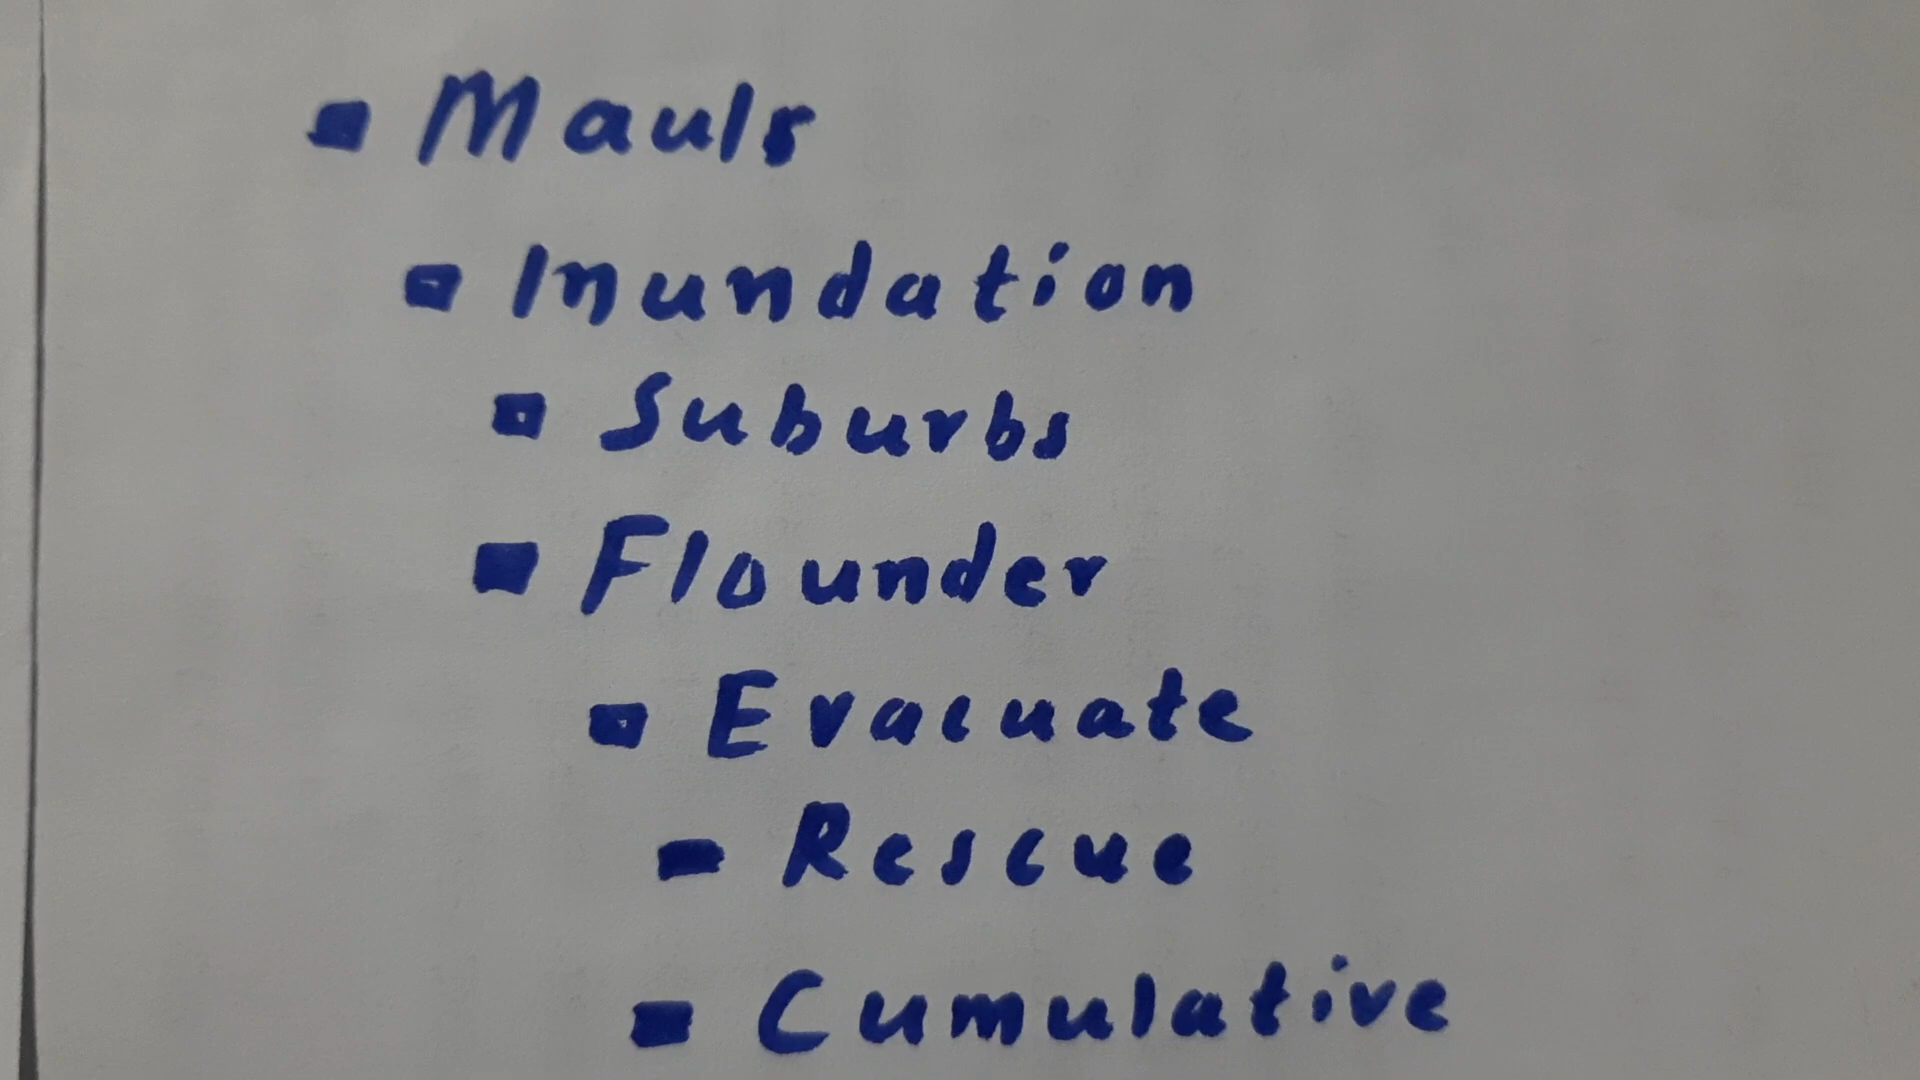 ▪ Mauls
▪ Inundation
▪ Suburbs
▪ Flounder
▪ Evacuate
▪ Rescue
▪ Cumulative